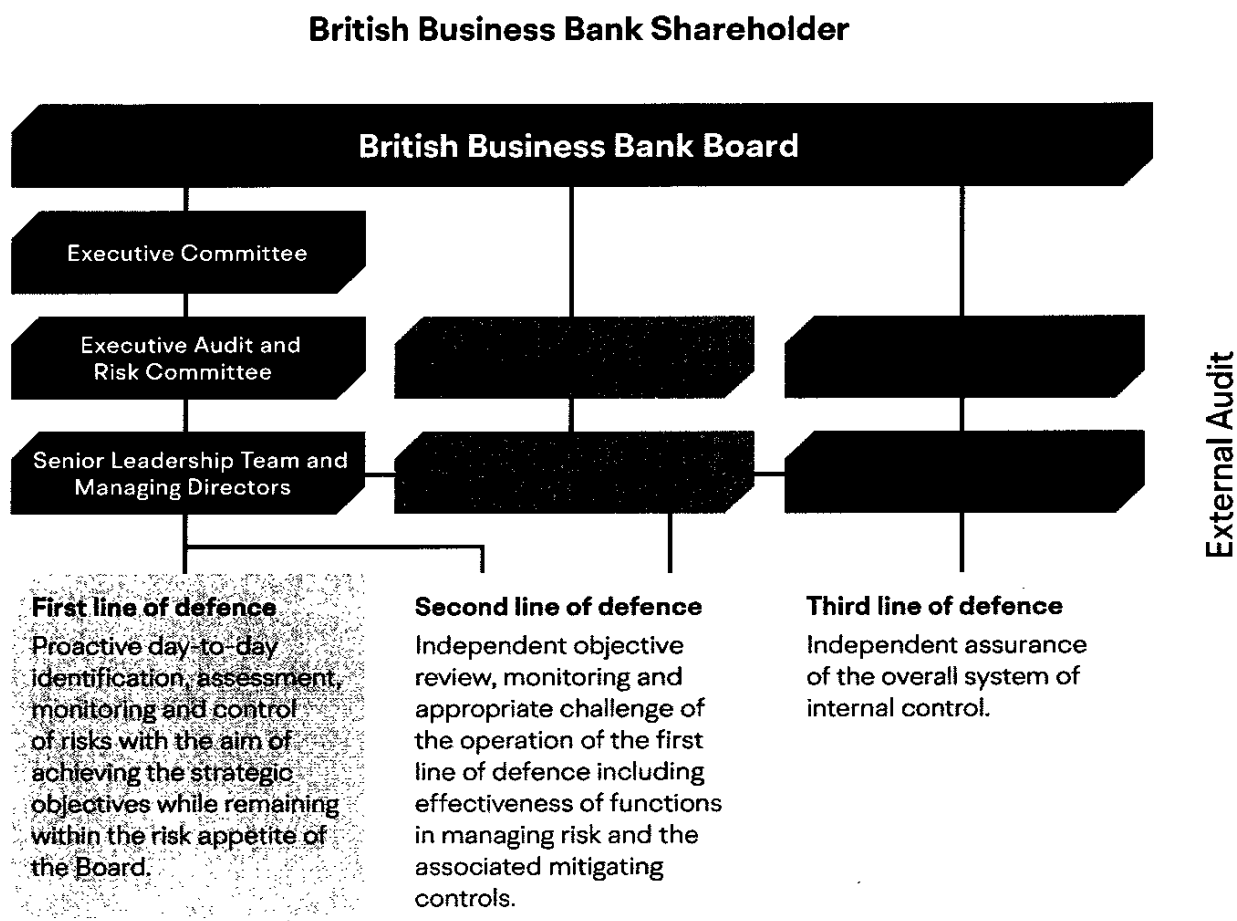 British Business Bank Shareholder
British Business Bank Board
Executive Committee
Executive Audit and
Risk Committee
Senior Leadership Team and
Managing Directors
External Audit
First line of defence
Proactive day-to-day
identification, assessment,
monitoring and control
of risks with the aim of
achieving the strategic
objectives while remaining
within the risk appetite of
the Board.
Second line of defence
Independent objective
review, monitoring and
appropriate challenge of
the operation of the first
line of defence including
effectiveness of functions
in managing risk and the
associated mitigating
controls.
Third line of defence
Independent assurance
of the overall system of
internal control.